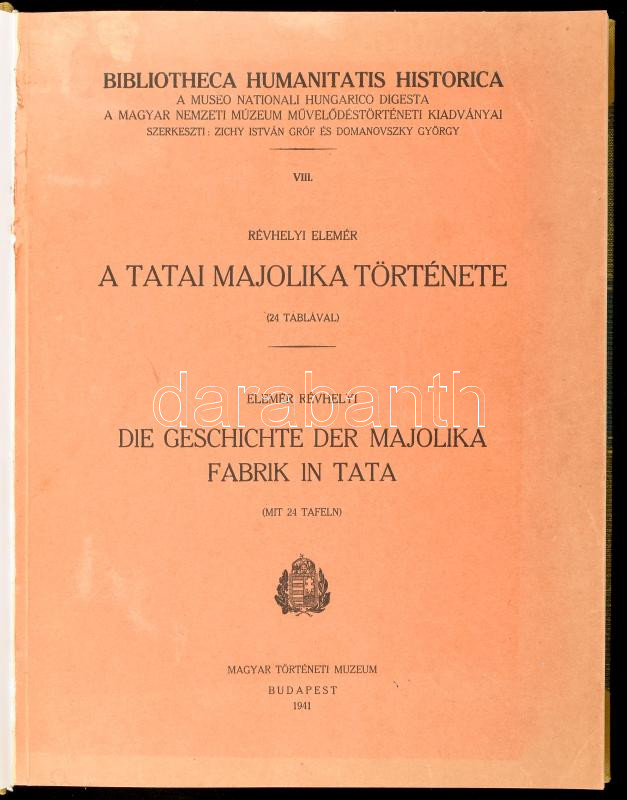 BIBLIOTHECA HUMANITATIS HISTORICA
A MUSEO NATIONALI HUNGARICO DIGESTA
A MAGYAR NEMZETI MÚZEUM MŰVELŐDÉSTÖRTÉNETI KIADVÁNYAI
SZERKESZTI: ZICHY ISTVÁN GRÓF ÉS DOMANOVSZKY GYÖRGY
VIII.
RÉVHELYI ELEMÉR
A TATAI MAJOLIKA TÖRTÉNETE
(24 TÁBLÁVAL)
ELEMÉR RÉVHELYI
darabanth
DIE GESCHICHTE DER MAJOLIKA
FABRIK IN TATA
(MIT 24 TAFELN)
MAGYAR TÖRTÉNETI MUZEUM
BUDAPEST
1941